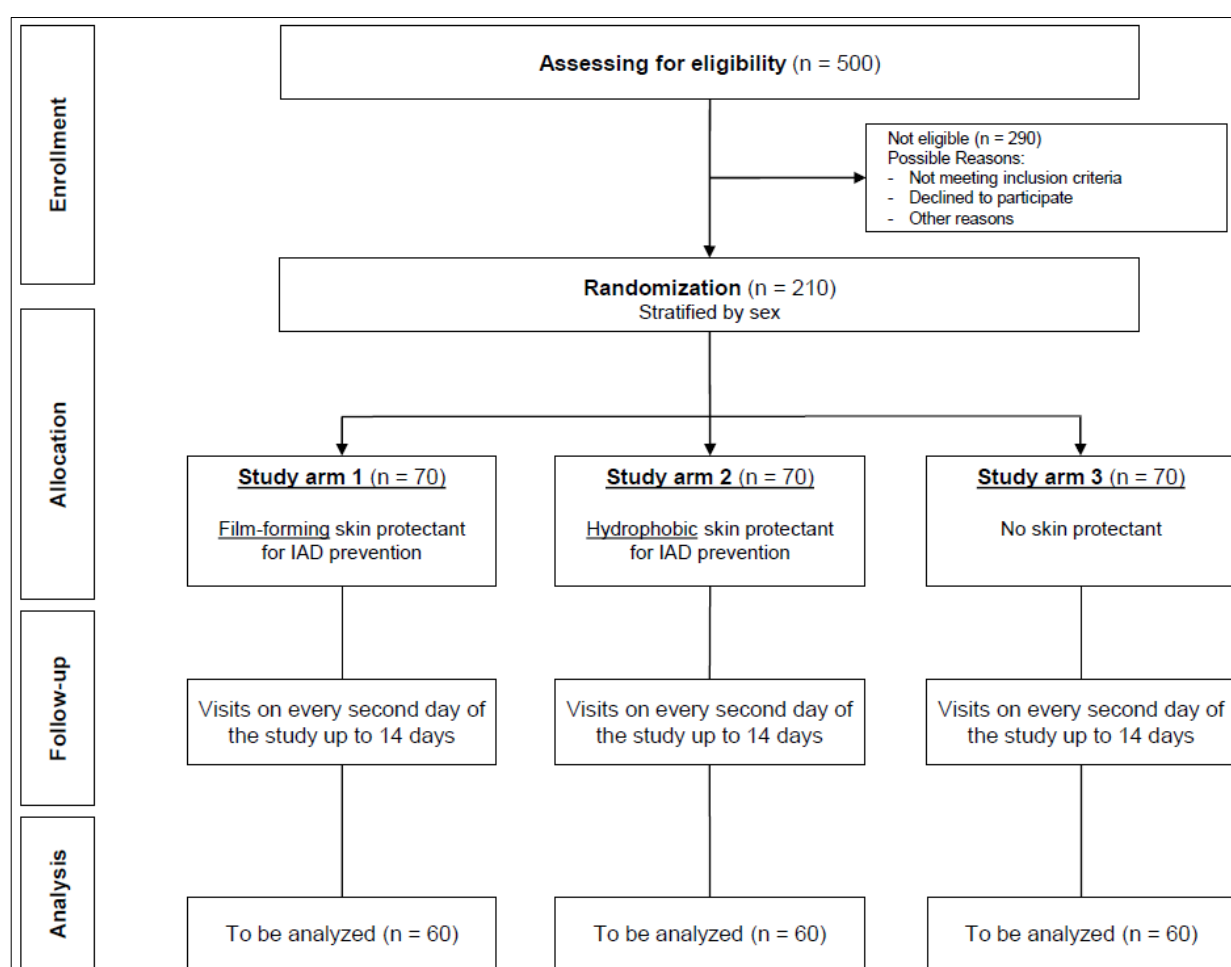 Enrollment
Assessing for eligibility (n = 500)
Not eligible (n = 290)
Possible Reasons:
- Not meeting inclusion criteria
- Declined to participate
- Other reasons
Randomization (n = 210)
Stratified by sex
Allocation
Study arm 1 (n = 70)
Film-forming skin protectant
for IAD prevention
Study arm 2 (n = 70)
Hydrophobic skin protectant
for IAD prevention
Study arm 3 (n = 70)
No skin protectant
Follow-up
Visits on every second day of
the study up to 14 days
Visits on every second day of
the study up to 14 days
Visits on every second day of
the study up to 14 days
Analysis
To be analyzed (n = 60)
To be analyzed (n = 60)
To be analyzed (n = 60)